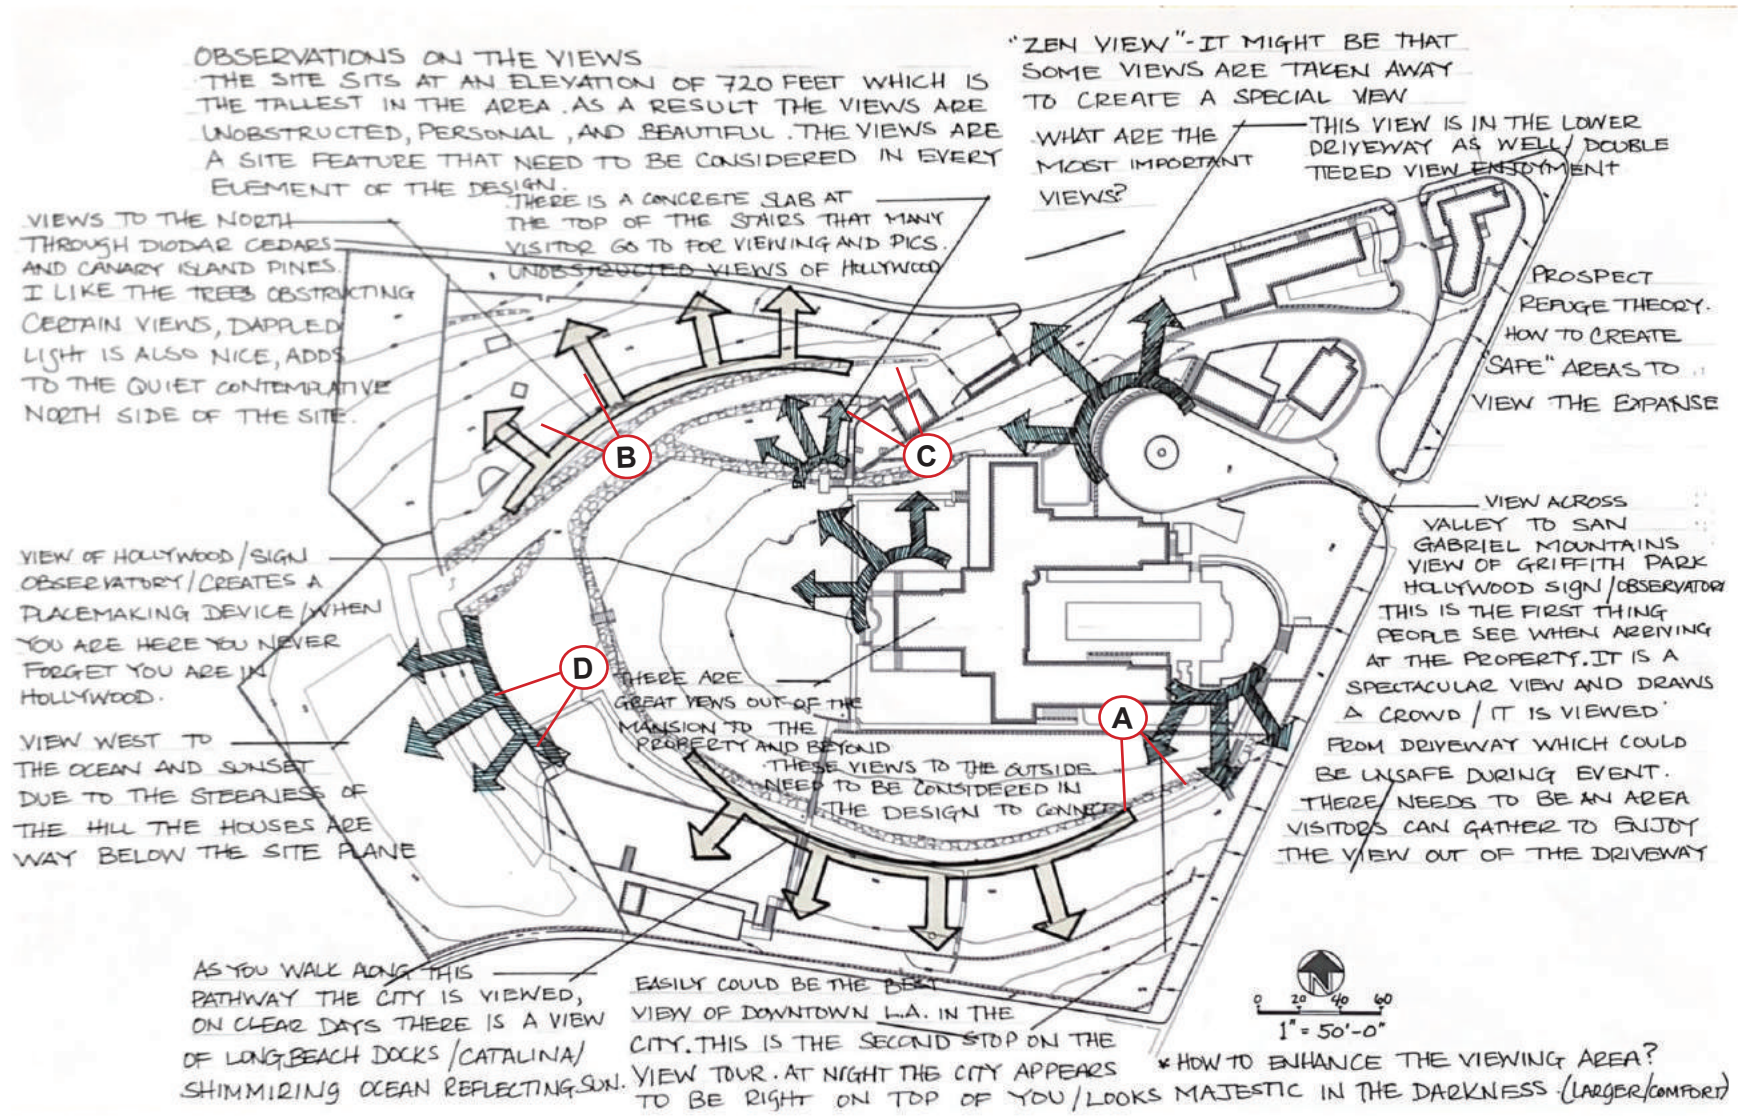 OBSERVATIONS ON THE VIEWS
THE SITE SITS AT AN ELEVATION OF 720 FEET WHICH IS
THE TALLEST IN THE AREA. AS A RESULT THE VIEWS ARE
UNOBSTRUCTED, PERSONAL, AND BEAUTIFUL. THE VIEWS ARE
A SITE FEATURE THAT NEED TO BE CONSIDERED IN EVERY
ELEMENT OF THE DESIGN.
"ZEN VIEW" - IT MIGHT BE THAT
SOME VIEWS ARE TAKEN AWAY
TO CREATE A SPECIAL VIEW
WHAT ARE THE
MOST IMPORTANT
VIEWS?
THIS VIEW IS IN THE LOWER
DRIVEWAY AS WELL, DOUBLE
TIERED VIEW ENJOYMENT
THERE IS A CONCRETE SLAB AT
THE TOP OF THE STAIRS THAT MANY
VISITOR GO TO FOR VIEWING AND PICS.
UNOBSTRUCTED VIEWS OF HOLLYWOOD
VIEWS TO THE NORTH
THROUGH DIODAR CEDARS
AND CANARY ISLAND PINES.
I LIKE THE TREES OBSTRUCTING
CERTAIN VIEWS, DAPPLED
LIGHT IS ALSO NICE, ADDS
TO THE QUIET CONTEMPLATIVE
NORTH SIDE OF THE SITE.
PROSPECT
REFUGE THEORY.
HOW TO CREATE
"SAFE" AREAS TO
VIEW THE EXPANSE
B
C
VIEW OF HOLLYWOOD/SIGN
OBSERVATORY/CREATES A
PLACEMAKING DEVICE/WHEN
YOU ARE HERE YOU NEVER
FORGET YOU ARE IN
HOLLYWOOD.
VIEW ACROSS
VALLEY TO SAN
GABRIEL MOUNTAINS
VIEW OF GRIFFITH PARK
HOLLYWOOD SIGN/OBSERVATORY
THIS IS THE FIRST THING
PEOPLE SEE WHEN ARRIVING
AT THE PROPERTY. IT IS A
SPECTACULAR VIEW AND DRAWS
A CROWD / IT IS VIEWED
FROM DRIVEWAY WHICH COULD
BE UNSAFE DURING EVENT.
THERE NEEDS TO BE AN AREA
VISITORS CAN GATHER TO ENJOY
THE VIEW OUT OF THE DRIVEWAY
D
A
THERE ARE
GREAT VIEWS OUT OF THE
MANSION TO THE
PROPERTY AND BEYOND
THESE VIEWS TO THE OUTSIDE
NEED TO BE CONSIDERED IN
THE DESIGN TO CONNECT
VIEW WEST TO
THE OCEAN AND SUNSET
DUE TO THE STEEPNESS OF
THE HILL THE HOUSES ARE
WAY BELOW THE SITE PLANE
AS YOU WALK ALONG THIS
PATHWAY THE CITY IS VIEWED,
ON CLEAR DAYS THERE IS A VIEW
OF LONG BEACH DOCKS/CATALINA/
SHIMMIRING OCEAN REFLECTING SUN.
EASILY COULD BE THE BEST
VIEW OF DOWNTOWN L.A. IN THE
CITY. THIS IS THE SECOND STOP ON THE
VIEW TOUR. AT NIGHT THE CITY APPEARS
TO BE RIGHT ON TOP OF YOU/LOOKS MAJESTIC IN THE DARKNESS.
N
0 20 40 60
1" = 50'-0"
* HOW TO ENHANCE THE VIEWING AREA?
(LARGER/COMFORT)